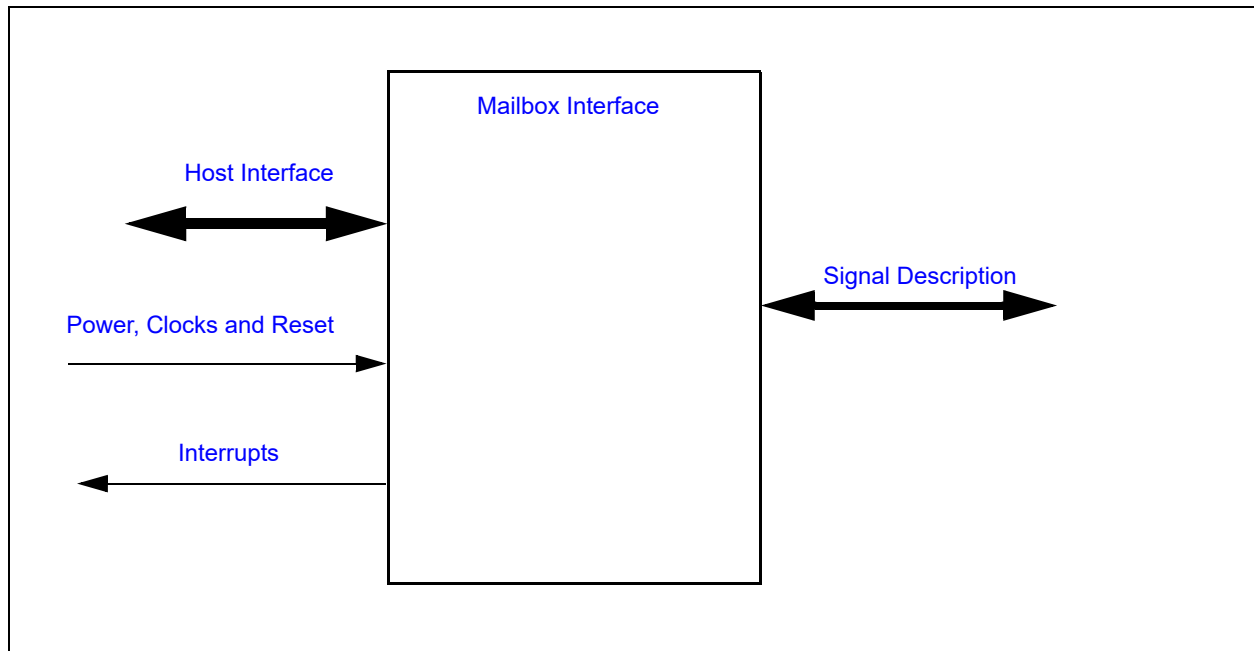 Mailbox Interface
Host Interface
Signal Description
Power, Clocks and Reset
Interrupts